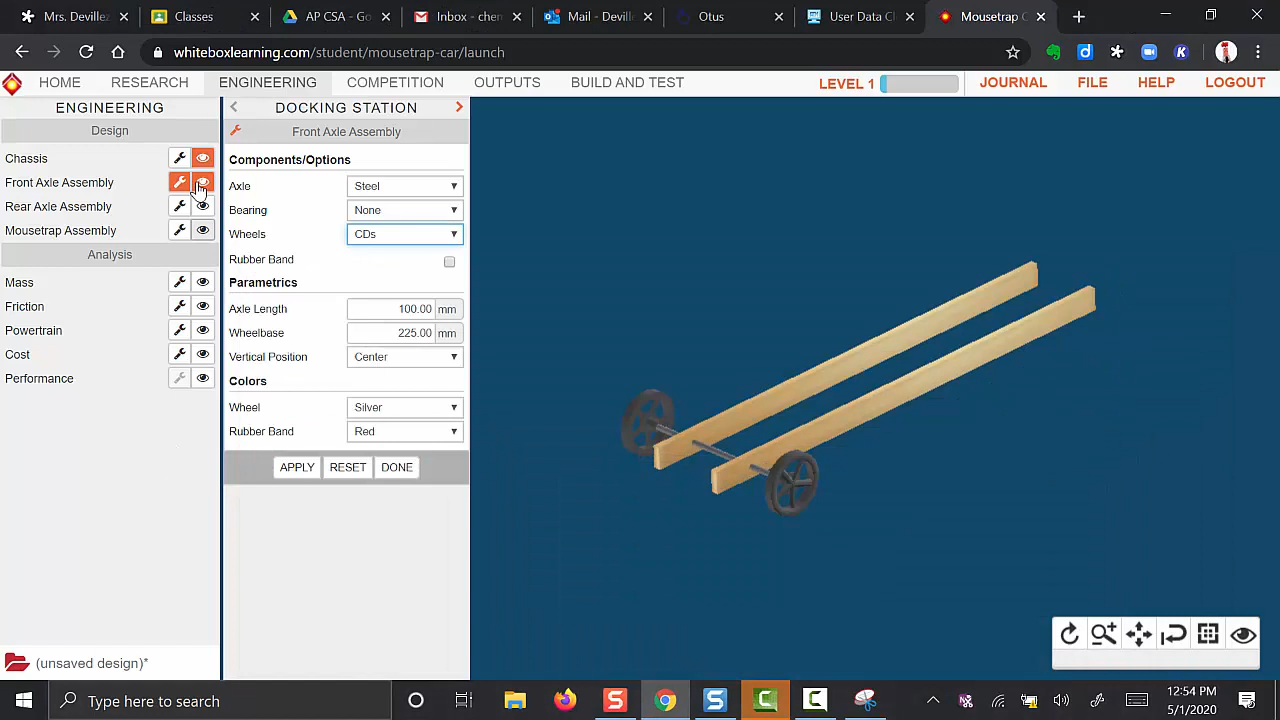 Mrs. Devillez
Classes
AP CSA - Go
Inbox - chen
Mail - Deville
Otus
User Data Cl
Mousetrap C
whiteboxlearning.com/student/mousetrap-car/launch
HOME
RESEARCH
ENGINEERING
COMPETITION
OUTPUTS
BUILD AND TEST
LEVEL 1
JOURNAL
FILE
HELP
LOGOUT
ENGINEERING
Design
Chassis
Front Axle Assembly
Rear Axle Assembly
Mousetrap Assembly
Analysis
Mass
Friction
Powertrain
Cost
Performance
(unsaved design)*
DOCKING STATION
Front Axle Assembly
Components/Options
Axle Steel
Bearing None
Wheels CDs
Rubber Band
Parametrics
Axle Length 100.00 mm
Wheelbase 225.00 mm
Vertical Position Center
Colors
Wheel Silver
Rubber Band Red
APPLY RESET DONE
Type here to search
12:54 PM
5/1/2020